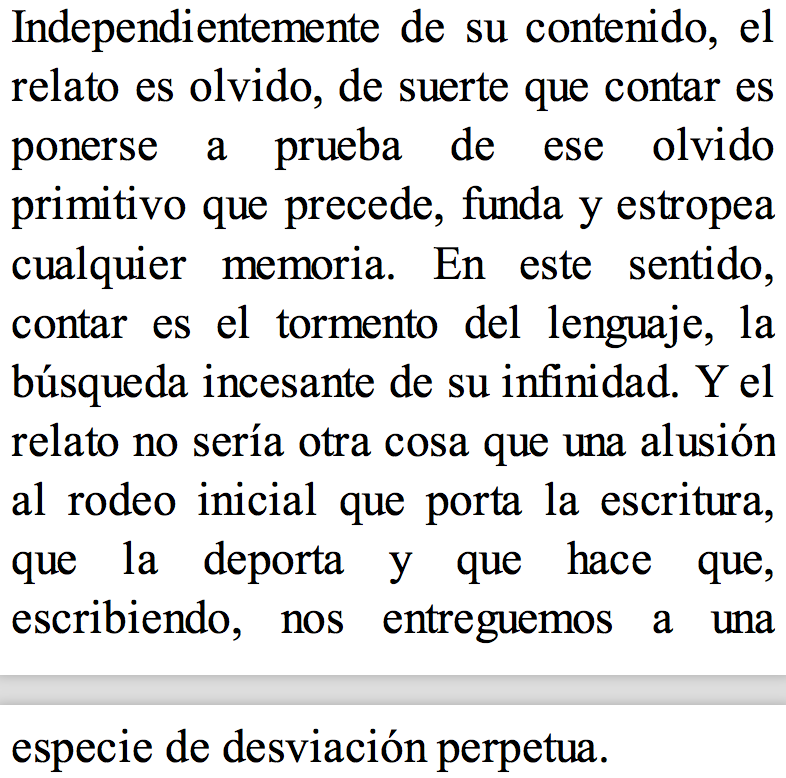 Independientemente de su contenido, el
relato es olvido, de suerte que contar es
ponerse a prueba de ese olvido
primitivo que precede, funda y estropea
cualquier memoria. En este sentido,
contar es el tormento del lenguaje, la
búsqueda incesante de su infinidad. Y el
relato no sería otra cosa que una alusión
al rodeo inicial que porta la escritura,
que la deporta y que hace que,
escribiendo, nos entreguemos a una
especie de desviación perpetua.